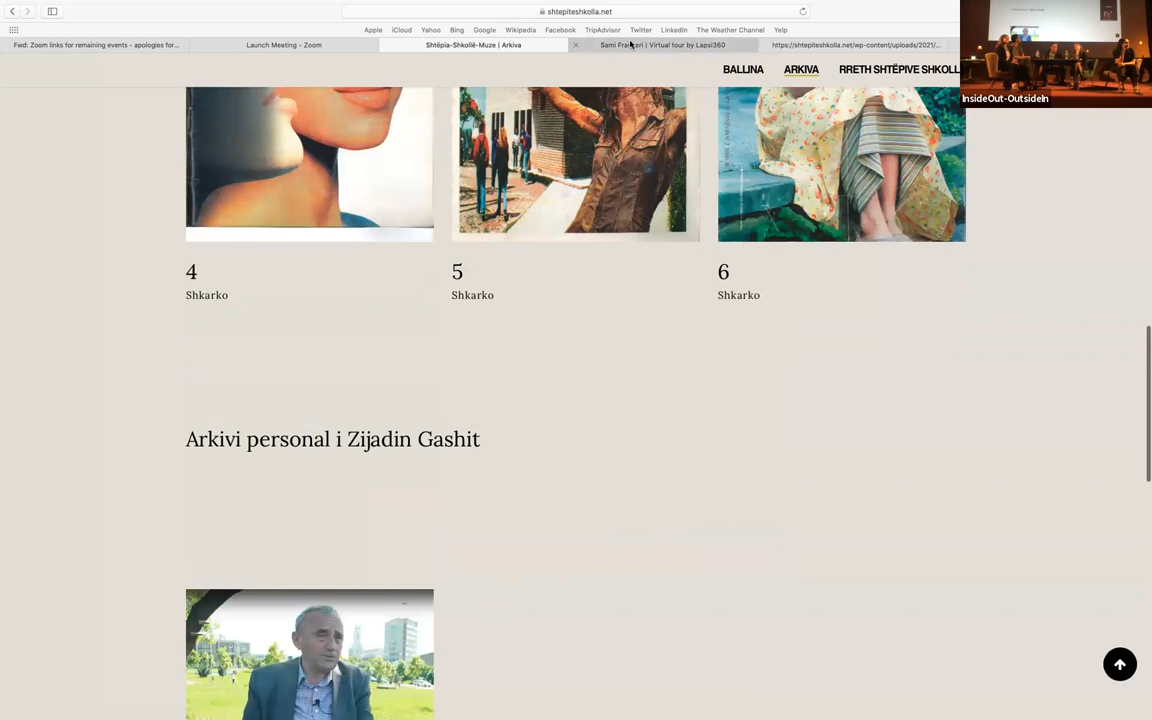 shtepiteshkolla.net
Apple iCloud Yahoo Bing Google Wikipedia Facebook TripAdvisor Twitter LinkedIn The Weather Channel Yelp
Fwd: Zoom links for remaining events - apologies for...
Launch Meeting - Zoom
Shtëpia-Shkollë-Muze | Arkiva
Sami Frashëri | Virtual tour by Lapsi360
https://shtepiteshkolla.net/wp-content/uploads/2021/...
BALLINA ARKIVA RRETH SHTËPIVE SHKOLL
InsideOut-OutsideIn
4
Shkarko
5
Shkarko
6
Shkarko
Arkivi personal i Zijadin Gashit